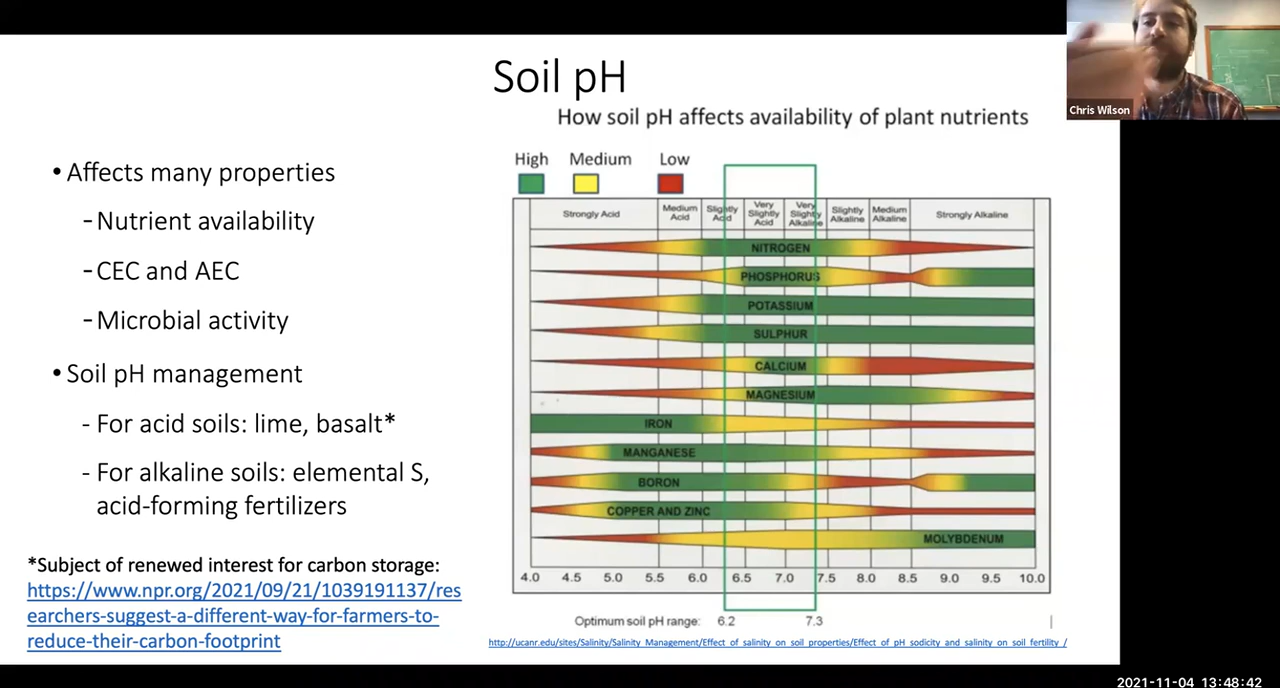 Soil pH
Chris Wilson
How soil pH affects availability of plant nutrients
• Affects many properties
- Nutrient availability
- CEC and AEC
- Microbial activity
• Soil pH management
- For acid soils: lime, basalt*
- For alkaline soils: elemental S,
acid-forming fertilizers
*Subject of renewed interest for carbon storage:
https://www.npr.org/2021/09/21/1039191137/res
earchers-suggest-a-different-way-for-farmers-to-
reduce-their-carbon-footprint
High Medium Low
Strongly Acid Medium Acid Slightly Acid Very Slightly Acid Very Slightly Alkaline Slightly Alkaline Medium Alkaline Strongly Alkaline
NITROGEN
PHOSPHORUS
POTASSIUM
SULPHUR
CALCIUM
MAGNESIUM
IRON
MANGANESE
BORON
COPPER AND ZINC
MOLYBDENUM
4.0 4.5 5.0 5.5 6.0 6.5 7.0 7.5 8.0 8.5 9.0 9.5 10.0
Optimum soil pH range: 6.2 7.3
http://ucanr.edu/sites/Salinity/Salinity_Management/Effect_of_salinity_on_soil_properties/Effect_of_pH_sodicity_and_salinity_on_soil_fertility_/
2021-11-04 13:48:42